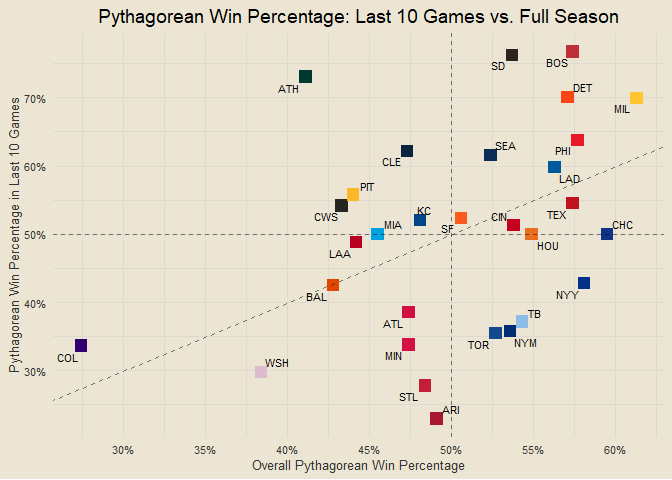 Pythagorean Win Percentage: Last 10 Games vs. Full Season
Pythagorean Win Percentage in Last 10 Games
70%
60%
50%
40%
30%
SD
BOS
ATH
DET
MIL
PHI
SEA
CLE
LAD
PIT
CWS
KC
MIA
SF
CIN
TEX
CHC
LAA
HOU
BAL
NYY
ATL
TB
TOR
NYM
COL
MIN
WSH
STL
ARI
30%
35%
40%
45%
50%
55%
60%
Overall Pythagorean Win Percentage